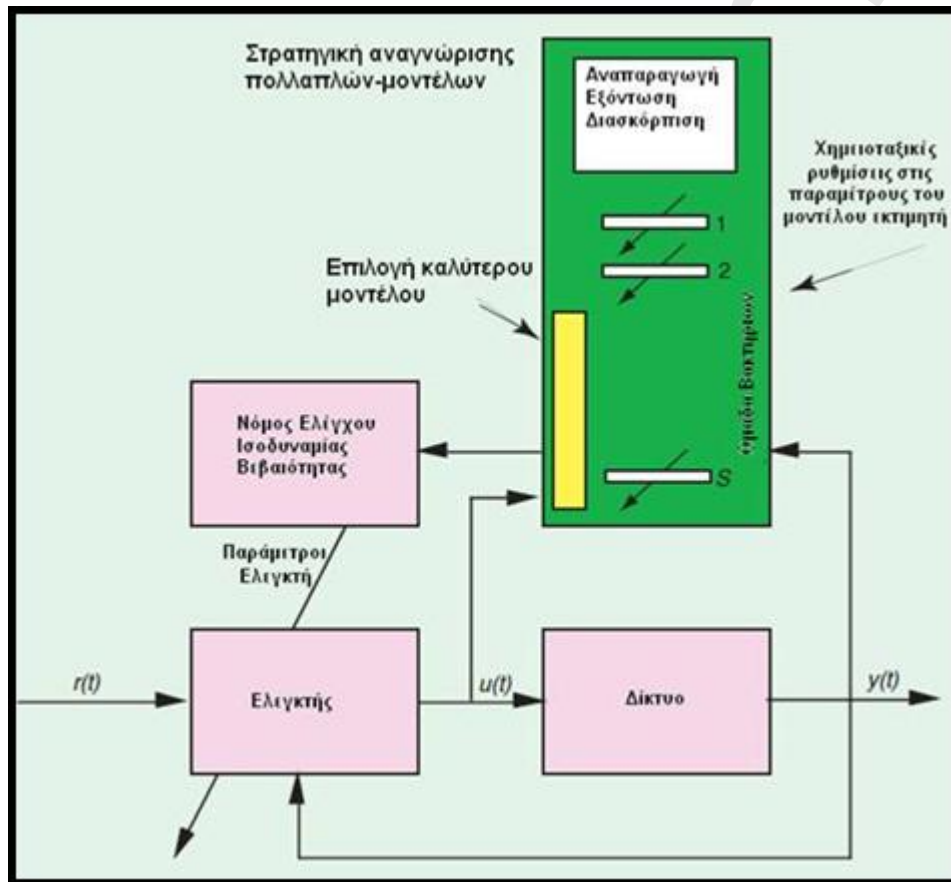 Στρατηγική αναγνώρισης
πολλαπλών-μοντέλων
Αναπαραγωγή
Εξόντωση
Διασκόρπιση
Χημειοταξικές
ρυθμίσεις στις
παραμέτρους του
μοντέλου εκτιμητή
1
2
Επιλογή καλύτερου
μοντέλου
Ομάδα Βακτηρίων
S
Νόμος Ελέγχου
Ισοδυναμίας
Βεβαιότητας
Παράμετροι
Ελεγκτή
r(t)
Ελεγκτής
u(t)
Δίκτυο
y(t)